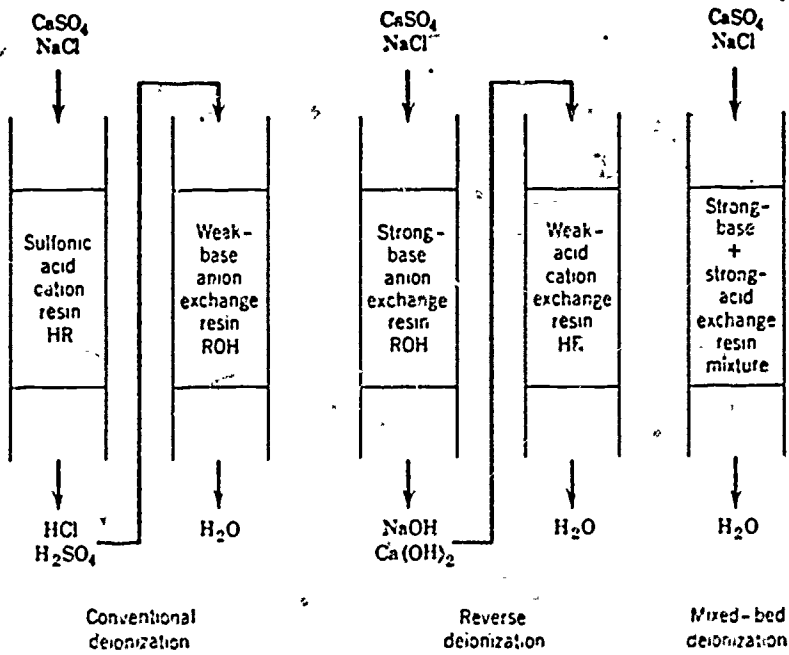 CaSO4
NaCl
Sulfonic
acid
cation
resin
HR
HCl
H2SO4
Weak-
base
anion
exchange
resin
ROH
H2O
Conventional
deionization
CaSO4
NaCl
Strong-
base
anion
exchange
resin
ROH
NaOH
Ca(OH)2
Weak-
acid
cation
exchange
resin
H2O
Reverse
deionization
CaSO4
NaCl
Strong-
base
+
strong-
acid
exchange
resin
mixture
H2O
Mixed-bed
deionization